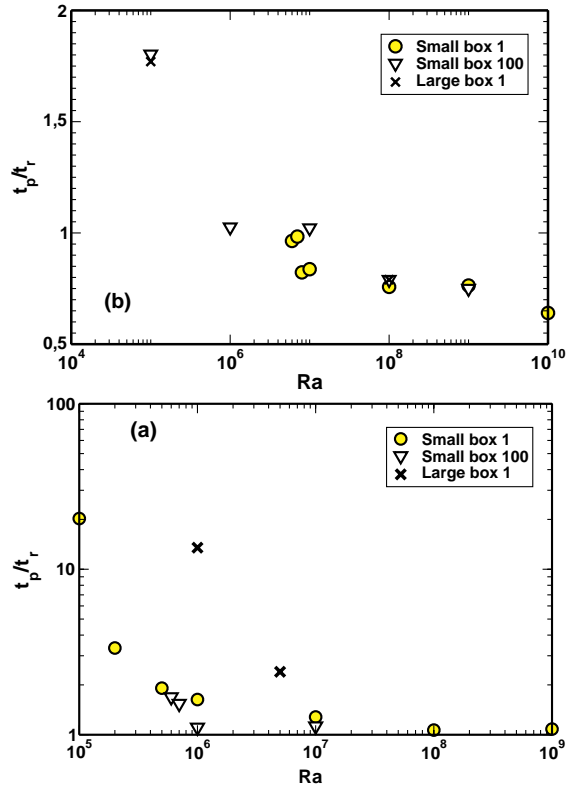 2
1,5
1
0,5
t_p/t_r
Small box 1
Small box 100
Large box 1
(b)
10^4
10^6
10^8
10^10
Ra
100
10
1
t_p/t_r
(a)
Small box 1
Small box 100
Large box 1
10^5
10^6
10^7
10^8
10^9
Ra